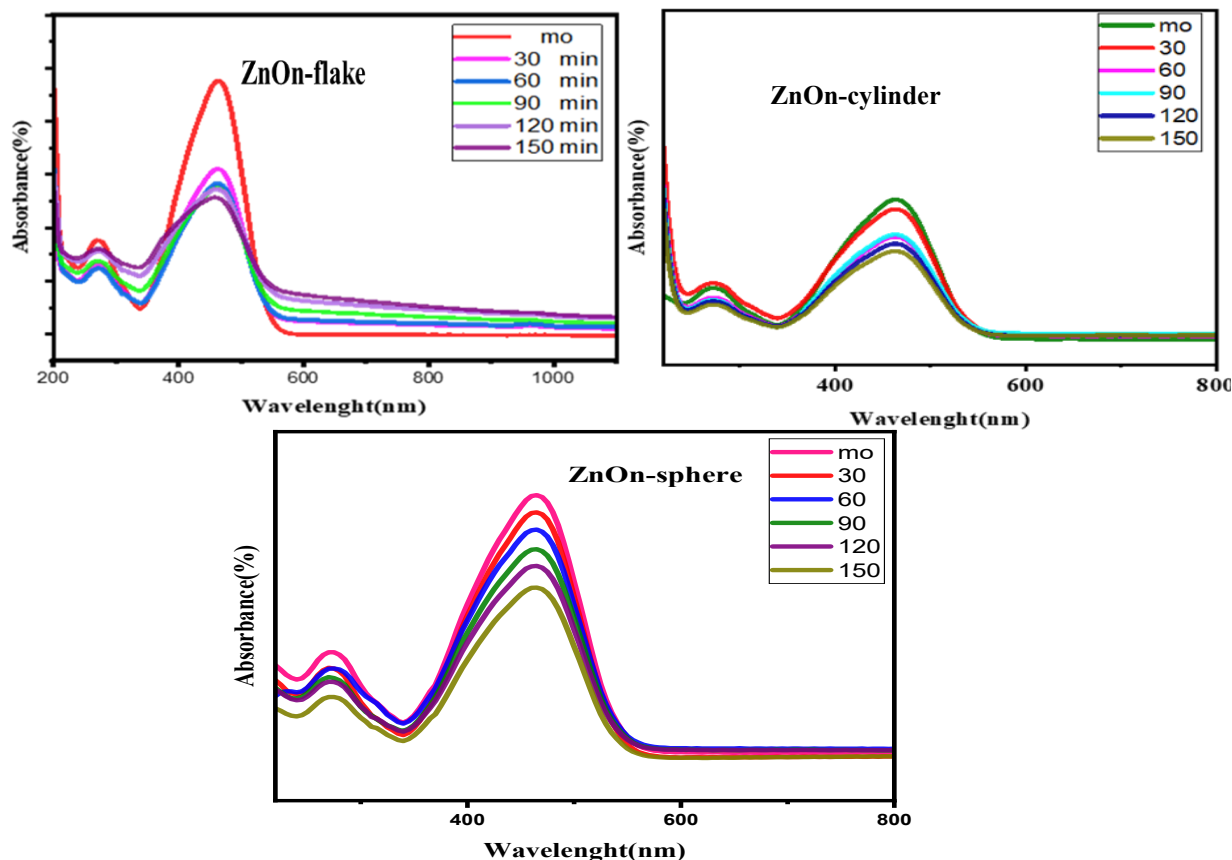 ZnOn-flake
mo
30 min
60 min
90 min
120 min
150 min
Absorbance(%)
200
400
600
800
1000
Wavelenght(nm)
ZnOn-cylinder
mo
30
60
90
120
150
Absorbance(%)
400
600
800
Wavelenght(nm)
ZnOn-sphere
mo
30
60
90
120
150
Absorbance(%)
400
600
800
Wavelenght(nm)